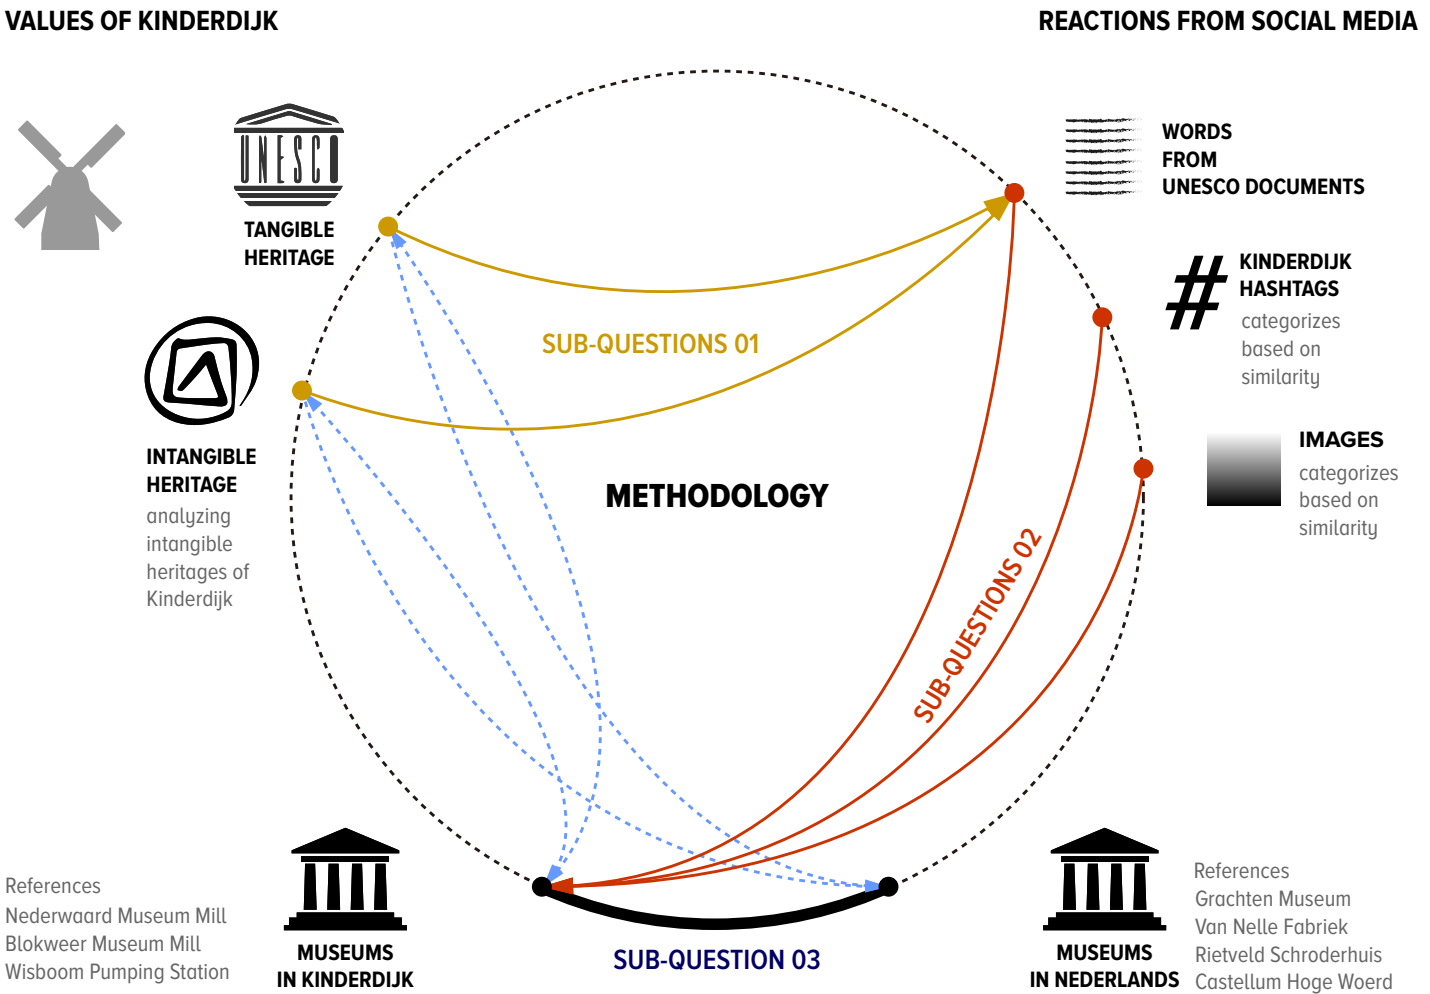 VALUES OF KINDERDIJK
REACTIONS FROM SOCIAL MEDIA
UNESCO
TANGIBLE
HERITAGE
WORDS
FROM
UNESCO DOCUMENTS
KINDERDIJK
HASHTAGS
categorizes
based on
similarity
#
SUB-QUESTIONS 01
INTANGIBLE
HERITAGE
analyzing
intangible
heritages of
Kinderdijk
IMAGES
categorizes
based on
similarity
METHODOLOGY
SUB-QUESTIONS 02
References
Nederwaard Museum Mill
Blokweer Museum Mill
Wisboom Pumping Station
MUSEUMS
IN KINDERDIJK
SUB-QUESTION 03
MUSEUMS
IN NEDERLANDS
References
Grachten Museum
Van Nelle Fabriek
Rietveld Schroderhuis
Castellum Hoge Woerd